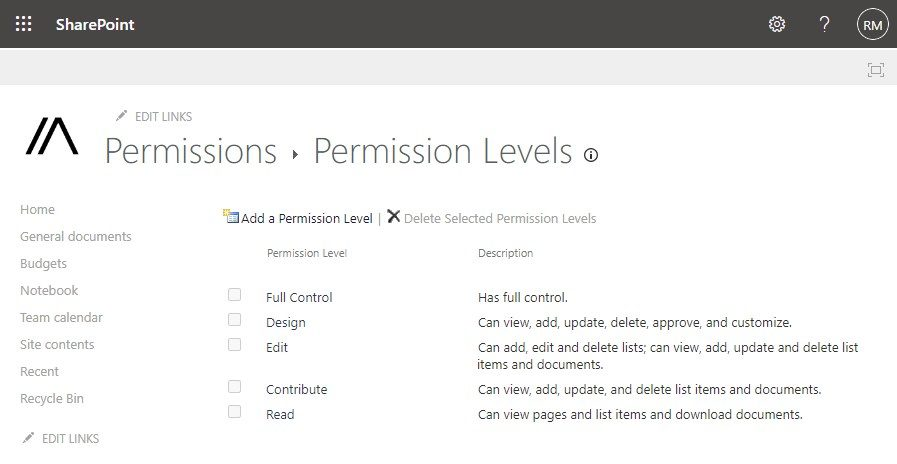 SharePoint
?
RM
EDIT LINKS
Permissions ▸ Permission Levels
Home
General documents
Budgets
Notebook
Team calendar
Site contents
Recent
Recycle Bin
EDIT LINKS
Add a Permission Level | Delete Selected Permission Levels
Permission Level Description
Full Control Has full control.
Design Can view, add, update, delete, approve, and customize.
Edit Can add, edit and delete lists; can view, add, update and delete list
items and documents.
Contribute Can view, add, update, and delete list items and documents.
Read Can view pages and list items and download documents.